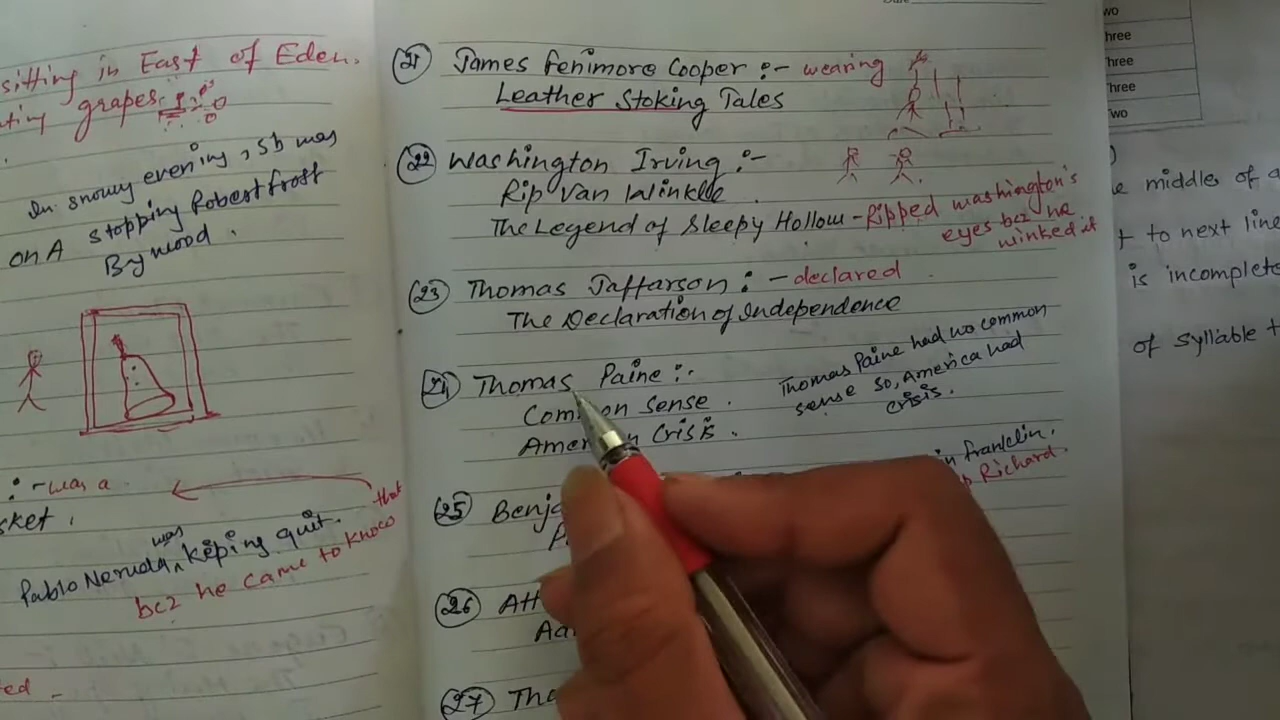 sitting in East of Eden.
grapes.
In snowy evening, sb was
on A stopping Robert frost
By wood.
:- was a
sket.
Pablo Neruda was keping quit.
bcz he came to know that
(21) James Fenimore Cooper :- wearing
Leather Stoking Tales
(22) Washington Irving :-
Rip Van Winkle.
The Legend of Sleepy Hollow - Ripped washington's
eyes bcz he
winked it
(23) Thomas Jaffarson :- declared
The Declaration of Independence
(24) Thomas Paine :-
Common Sense.
American Crisis.
Thomas Paine had no common
sense so, America had
crisis.
(25) Benj
in franklin,
Richard.
(26)
(27)
wo
hree
hree
hree
wo
middles of a
to next line
is incomplete
of syllable